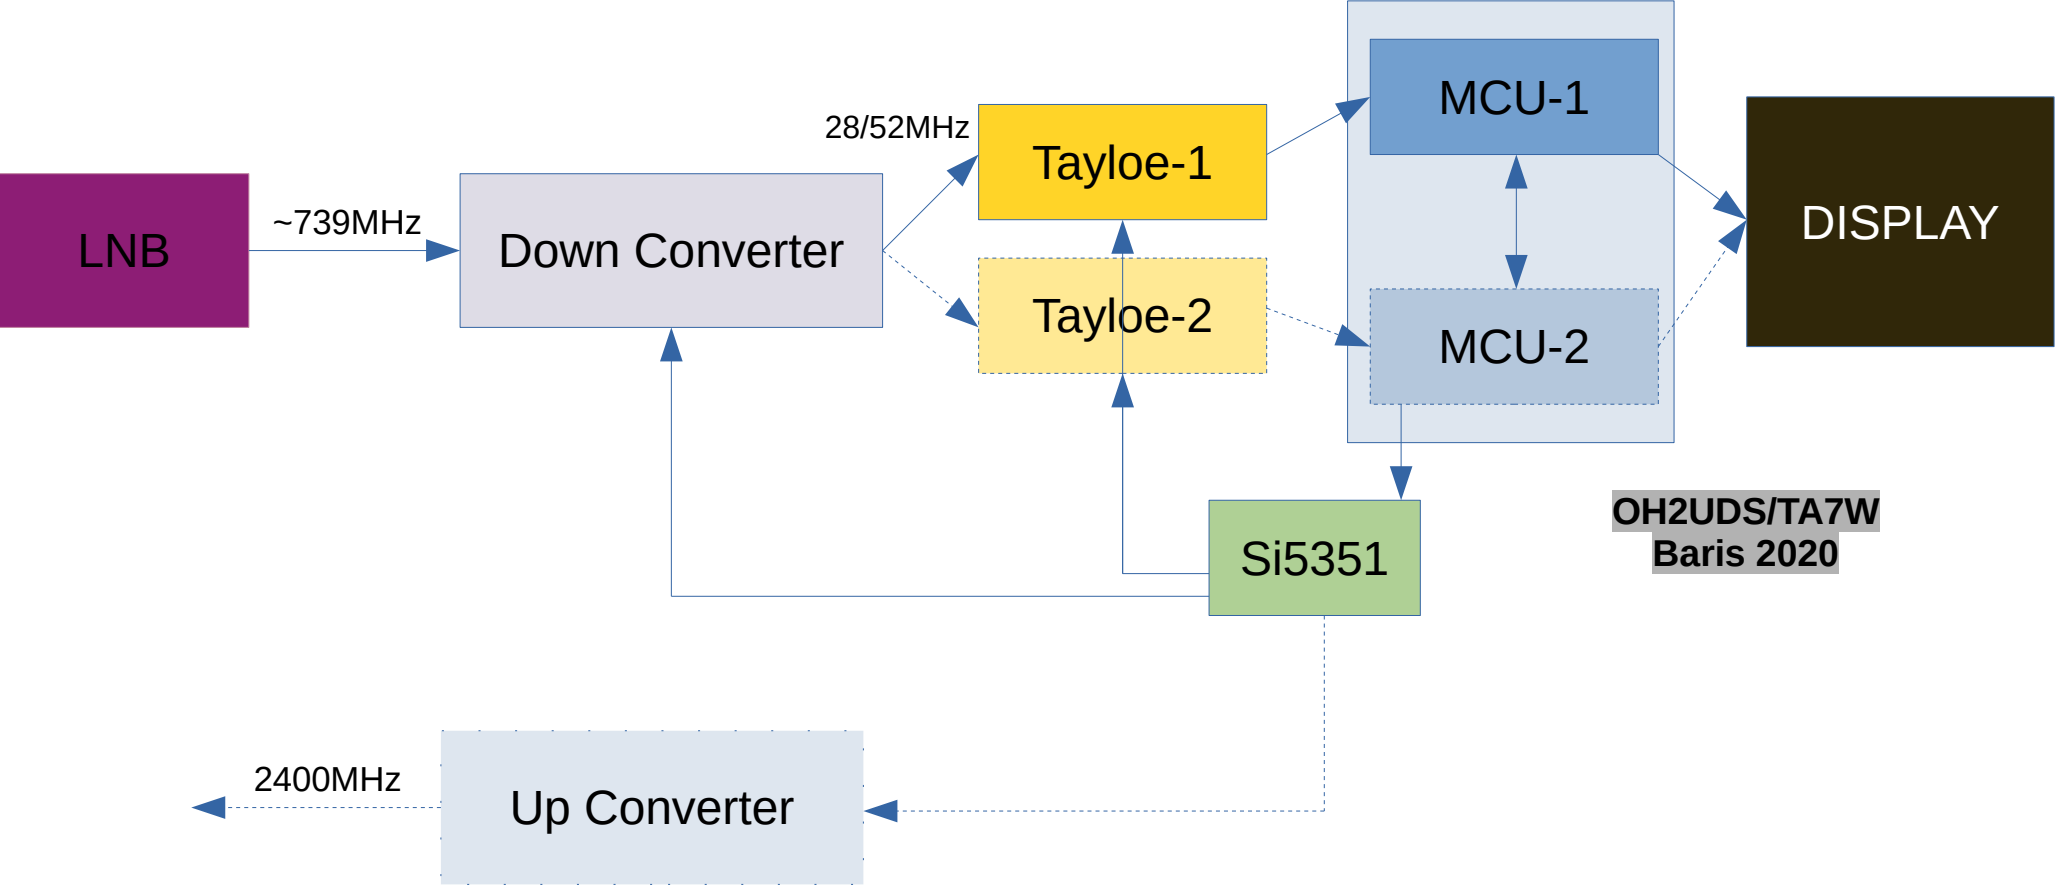 LNB
~739MHz
Down Converter
28/52MHz
Tayloe-1
Tayloe-2
MCU-1
MCU-2
DISPLAY
Si5351
OH2UDS/TA7W
Baris 2020
2400MHz
Up Converter